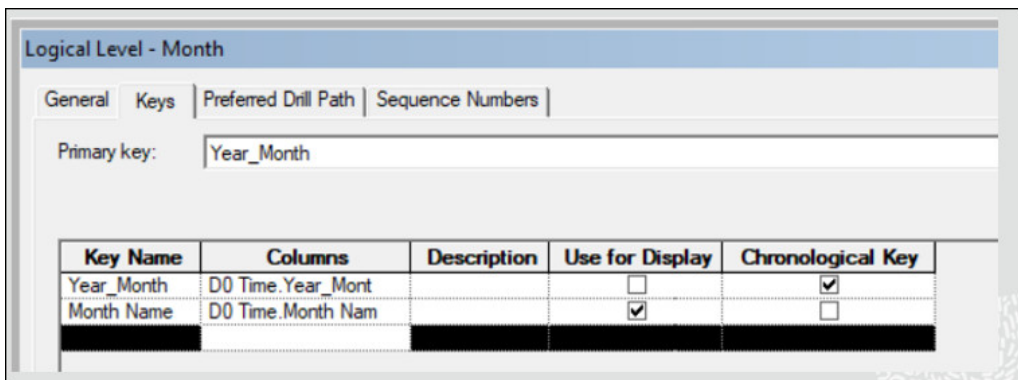 Logical Level - Month
General Keys Preferred Drill Path Sequence Numbers
Primary key: Year_Month
Key Name Columns Description Use for Display Chronological Key
Year_Month D0 Time.Year_Mont
Month Name D0 Time.Month Nam